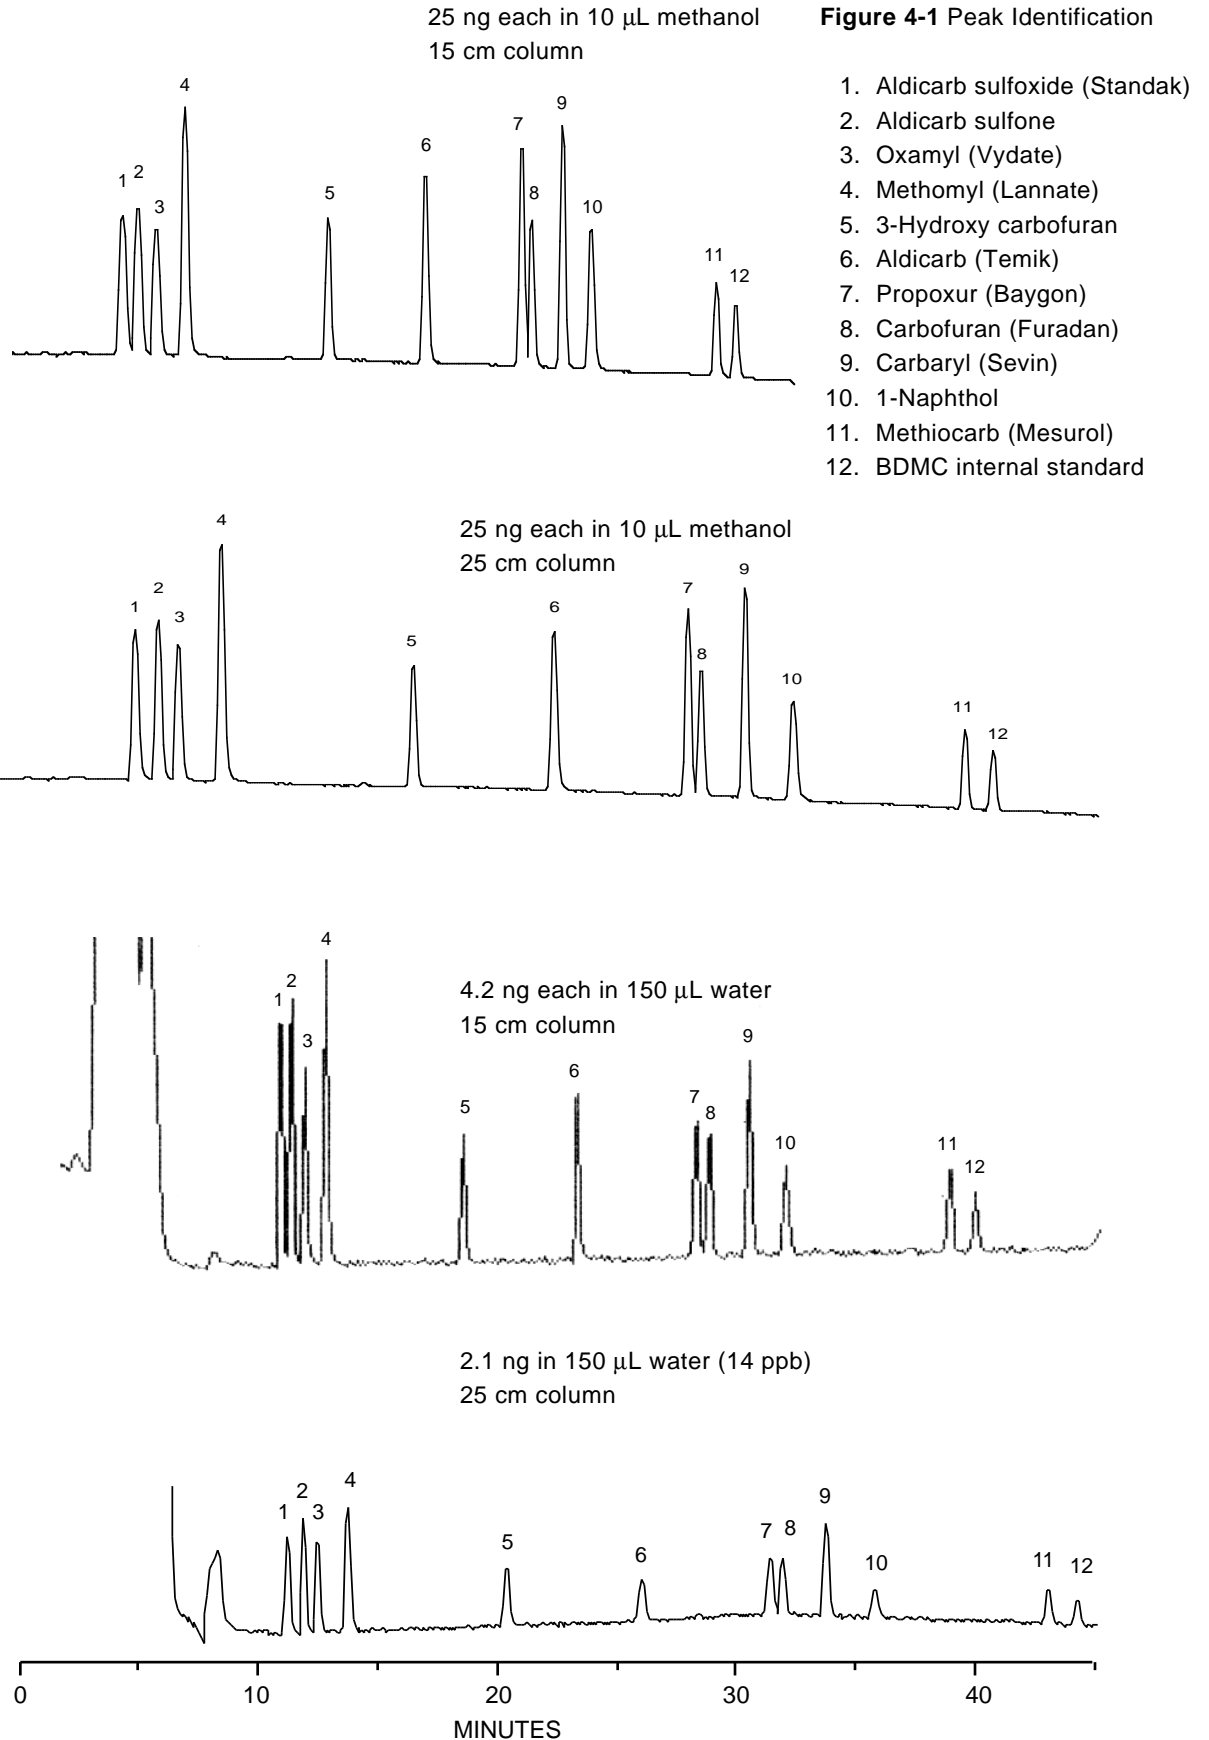 25 ng each in 10 μL methanol
15 cm column
Figure 4-1 Peak Identification
1. Aldicarb sulfoxide (Standak)
2. Aldicarb sulfone
3. Oxamyl (Vydate)
4. Methomyl (Lannate)
5. 3-Hydroxy carbofuran
6. Aldicarb (Temik)
7. Propoxur (Baygon)
8. Carbofuran (Furadan)
9. Carbaryl (Sevin)
10. 1-Naphthol
11. Methiocarb (Mesurol)
12. BDMC internal standard
1 2 3 4 5 6 7 8 9 10 11 12
25 ng each in 10 μL methanol
25 cm column
1 2 3 4 5 6 7 8 9 10 11 12
4.2 ng each in 150 μL water
15 cm column
1 2 3 4 5 6 7 8 9 10 11 12
2.1 ng in 150 μL water (14 ppb)
25 cm column
1 2 3 4 5 6 7 8 9 10 11 12
0 10 20 30 40
MINUTES